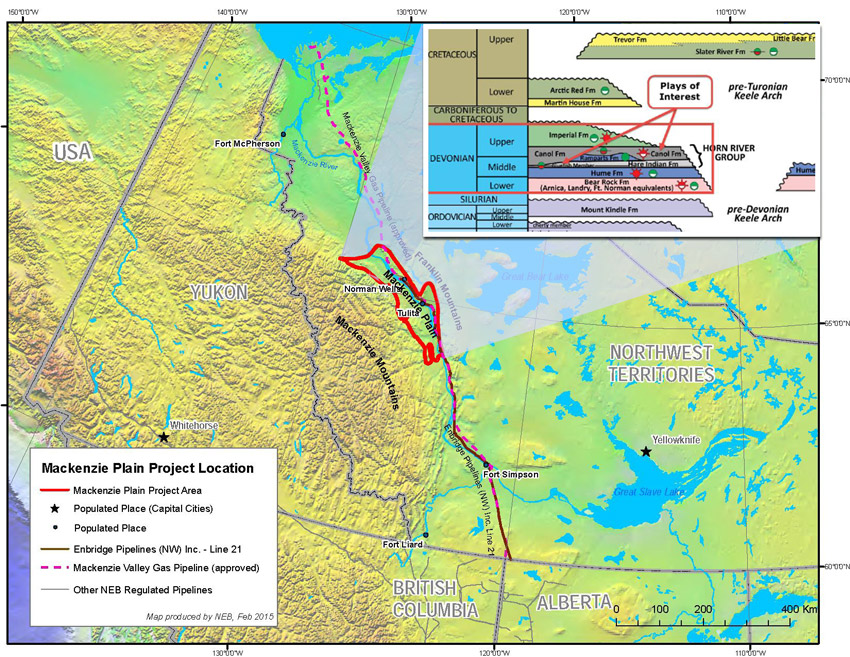 150°0'0"W
140°0'0"W
130°0'0"W
120°0'0"W
110°0'0"W
70°0'0"N
65°0'0"N
60°0'0"N
130°0'0"W
120°0'0"W
110°0'0"W
CRETACEOUS
Upper
Lower
Trevor Fm
Little Bear Fr
Slater River Fm
Arctic Red Fm
Martin House Fm
Plays of
Interest
pre-Turonian
Keele Arch
CARBONIFEROUS TO
CRETACEOUS
DEVONIAN
Upper
Middle
Lower
Imperial Fm
Canol Fm
Canol Fm
Ramparts Fm
Hare Indian Fm
Hume Fm
Bear Rock Fm
(Arnica, Landry, Ft. Norman equivalents)
HORN RIVER
GROUP
Hume
SILURIAN
ORDOVICIAN
Upper
Middle
Lower
Mount Kindle Fm
cherty member
pre-Devonian
Keele Arch
USA
Fort McPherson
Mackenzie River
Mackenzie Valley Gas Pipeline (approved)
YUKON
Franklin Mountains
Great Bear Lake
Norman Wells
Mackenzie Plain
Tulita
Mackenzie Mountains
NORTHWEST
TERRITORIES
Whitehorse
Yellowknife
Enbridge Pipelines (NW) Inc. Line 21
Fort Simpson
Great Slave Lake
Fort Liard
BRITISH
COLUMBIA
ALBERTA
0 100 200 400 Km
Mackenzie Plain Project Location
Mackenzie Plain Project Area
Populated Place (Capital Cities)
Populated Place
Enbridge Pipelines (NW) Inc. - Line 21
Mackenzie Valley Gas Pipeline (approved)
Other NEB Regulated Pipelines
Map produced by NEB, Feb 2015